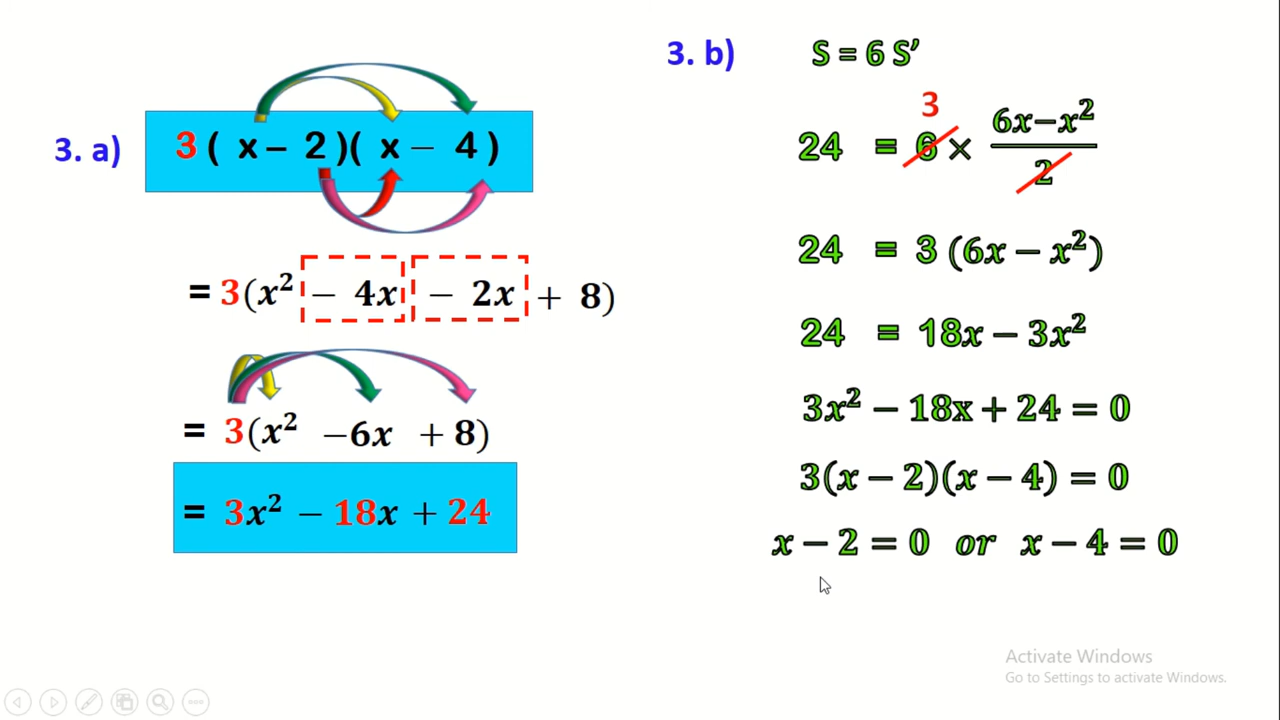 3. a) 3 ( x – 2 )( x – 4 )
= 3(x² – 4x – 2x + 8)
= 3(x² –6x + 8)
= 3x² – 18x + 24
3. b) S = 6 S’
3
24 = 6 × (6x–x²)/2
24 = 3 (6x – x²)
24 = 18x – 3x²
3x² – 18x + 24 = 0
3(x – 2)(x – 4) = 0
x – 2 = 0 or x – 4 = 0
Activate Windows
Go to Settings to activate Windows.